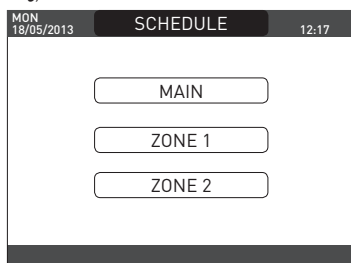 MON
18/05/2013
SCHEDULE
12:17
MAIN
ZONE 1
ZONE 2